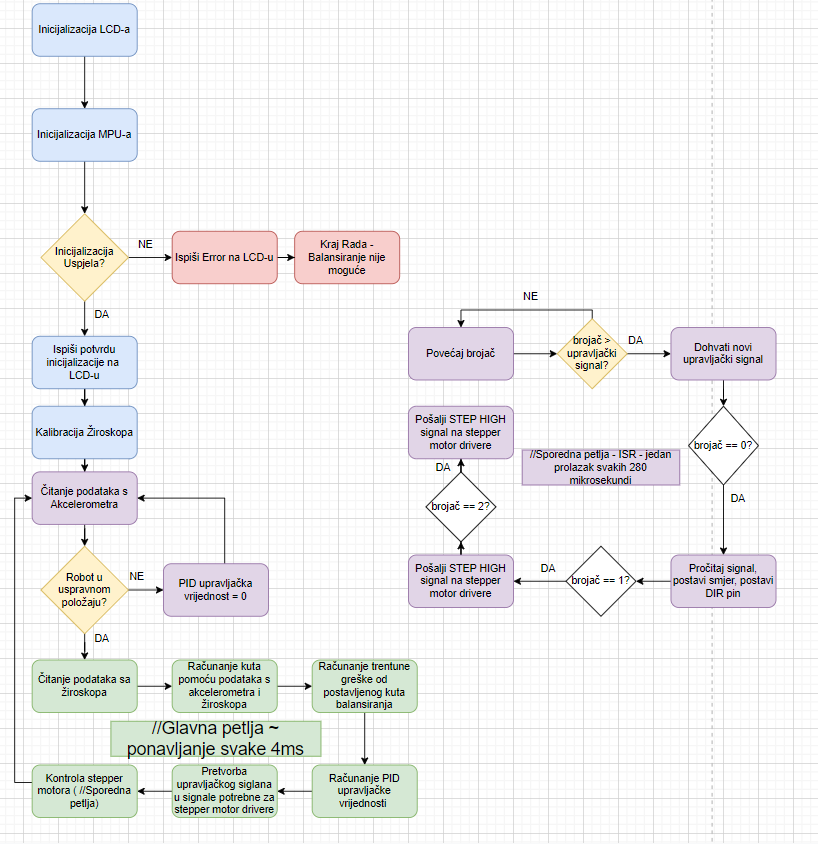 Inicijalizacija LCD-a
Inicijalizacija MPU-a
Inicijalizacija
Uspjela?
NE
Ispiši Error na LCD-u
Kraj Rada -
Balansiranje nije
moguće
DA
Ispiši potvrdu
inicijalizacije na
LCD-u
Kalibracija Žiroskopa
Čitanje podataka s
Akcelerometra
Robot u
uspravnom
položaju?
NE
PID upravljačka
vrijednost = 0
DA
Čitanje podataka sa
žiroskopa
Računanje kuta
pomoću podataka s
akcelerometra i
žiroskopa
Računanje trentune
greške od
postavljenog kuta
balansiranja
//Glavna petlja ~
ponavljanje svake 4ms
Računanje PID
upravljačke
vrijednosti
Pretvorba
upravljačkog siglana
u signale potrebne za
stepper motor drivere
Kontrola stepper
motora ( //Sporedna
petlja)
NE
Povećaj brojač
brojač >
upravljački
signal?
DA
Dohvati novi
upravljački signal
brojač == 0?
DA
Pročitaj signal,
postavi smjer, postavi
DIR pin
brojač == 1?
DA
Pošalji STEP HIGH
signal na stepper
motor drivere
brojač == 2?
DA
Pošalji STEP HIGH
signal na stepper
motor drivere
//Sporedna petlja - ISR - jedan
prolazak svakih 280
mikrosekundi